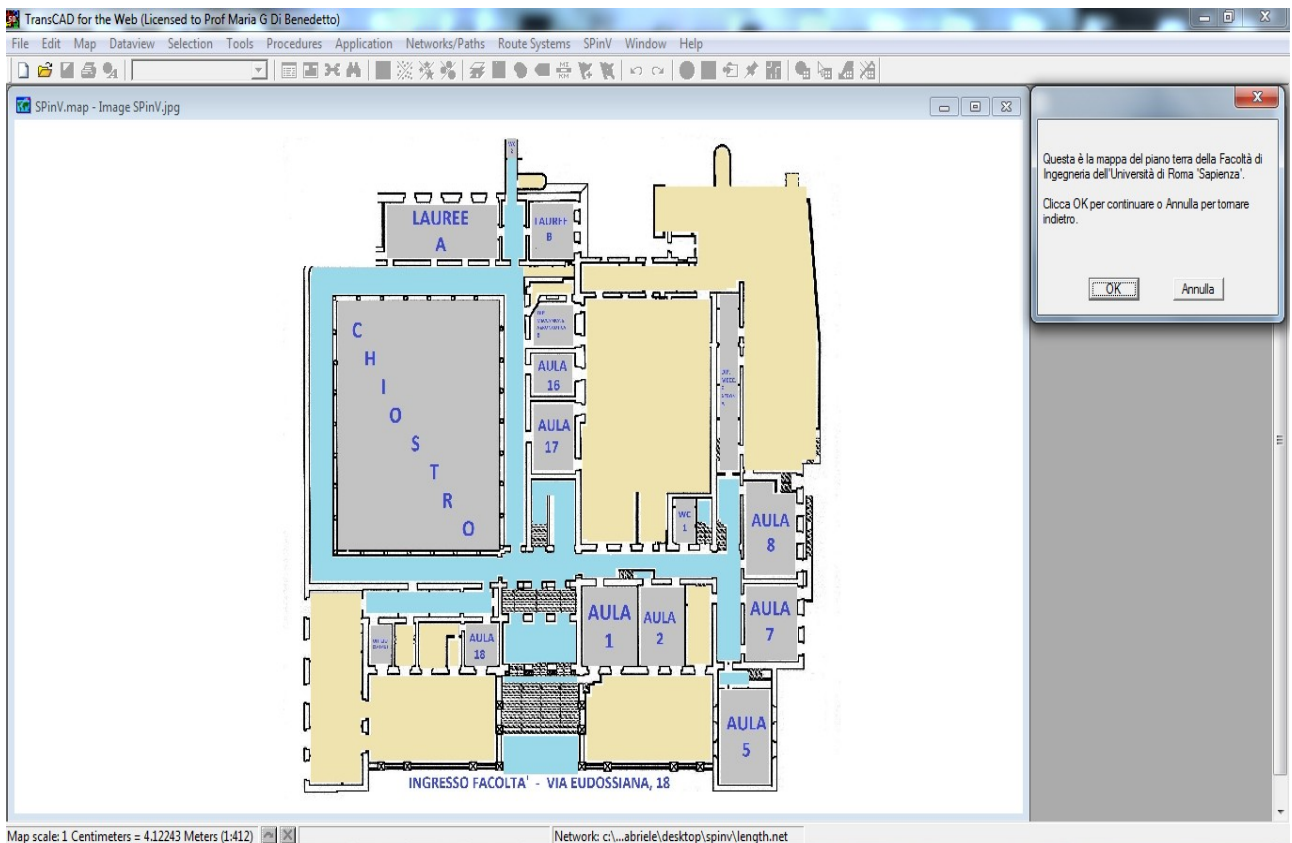 TransCAD for the Web (Licensed to Prof Maria G Di Benedetto)
File Edit Map Dataview Selection Tools Procedures Application Networks/Paths Route Systems SPinV Window Help
SPinV.map - Image SPinV.jpg
Questa è la mappa del piano terra della Facoltà di
Ingegneria dell'Università di Roma 'Sapienza'.
Clicca OK per continuare o Annulla per tornare
indietro.
OK Annulla
WC
2
LAUREE
A
LAUREE
B
C
H
I
O
S
T
R
O
AULA
16
AULA
17
WC
1
AULA
8
AULA
1
AULA
2
AULA
7
AULA
18
AULA
5
INGRESSO FACOLTA' - VIA EUDOSSIANA, 18
Map scale: 1 Centimeters = 4.12243 Meters (1:412)
Network: c:\...abriele\desktop\spinv\length.net